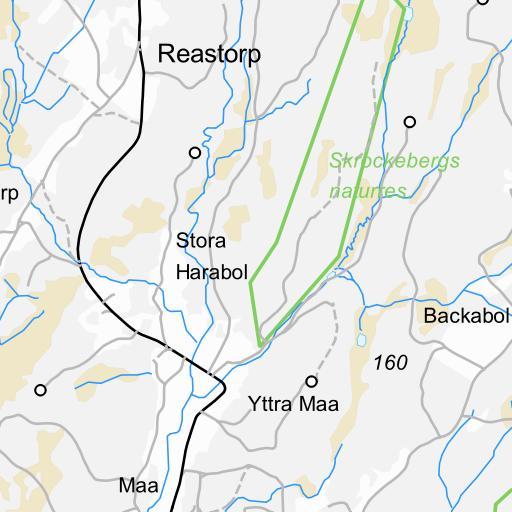 Reastorp
Skrockebergs
naturres
rp
Stora
Harabol
Backabol
160
Yttra Maa
Maa